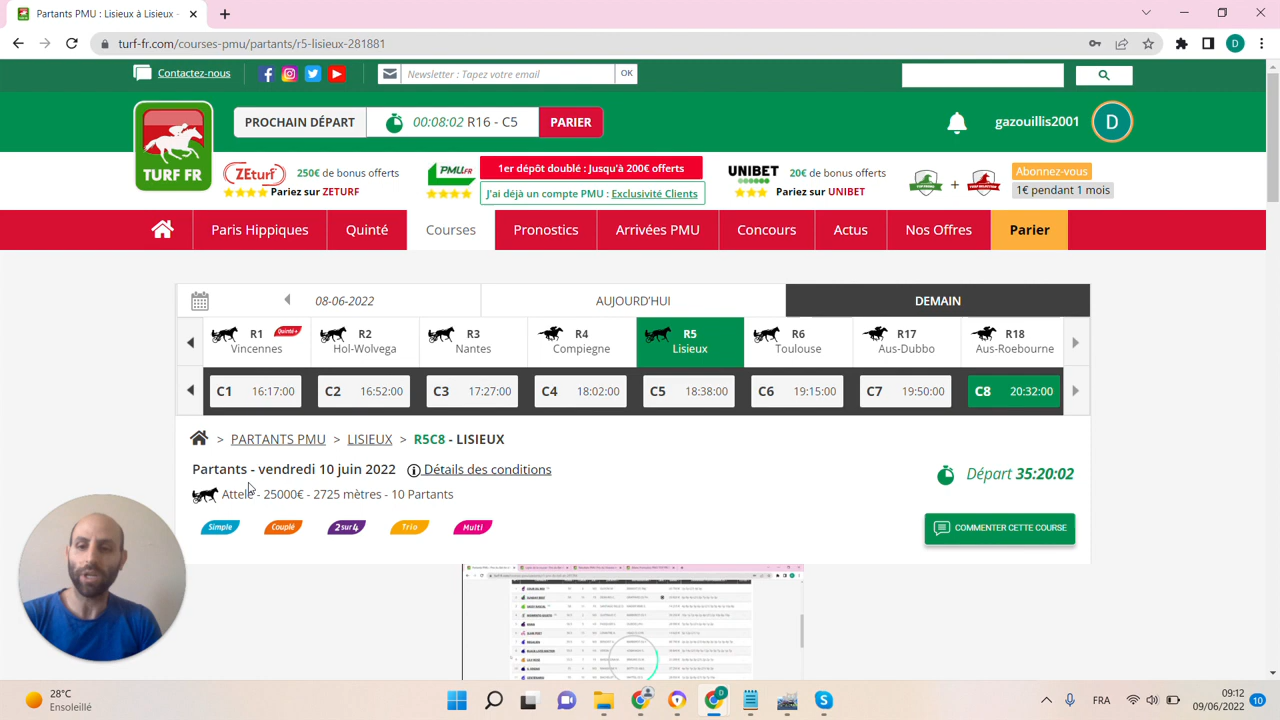 Partants PMU : Lisieux à Lisieux -
turf-fr.com/courses-pmu/partants/r5-lisieux-281881
D
Contactez-nous
Newsletter : Tapez votre email
OK
TURF FR
PROCHAIN DÉPART
00:08:02 R16 - C5
PARIER
gazouillis2001
D
ZEturf
250€ de bonus offerts
Pariez sur ZETURF
PMU.FR
1er dépôt doublé : Jusqu'à 200€ offerts
J'ai déjà un compte PMU : Exclusivité Clients
UNIBET
20€ de bonus offerts
Pariez sur UNIBET
+
Abonnez-vous
1€ pendant 1 mois
Paris Hippiques
Quinté
Courses
Pronostics
Arrivées PMU
Concours
Actus
Nos Offres
Parier
08-06-2022
AUJOURD'HUI
DEMAIN
R1 Quinté+
Vincennes
R2
Hol-Wolvega
R3
Nantes
R4
Compiegne
R5
Lisieux
R6
Toulouse
R17
Aus-Dubbo
R18
Aus-Roebourne
C1 16:17:00
C2 16:52:00
C3 17:27:00
C4 18:02:00
C5 18:38:00
C6 19:15:00
C7 19:50:00
C8 20:32:00
> PARTANTS PMU > LISIEUX > R5C8 - LISIEUX
Partants - vendredi 10 juin 2022
Détails des conditions
Attelé - 25000€ - 2725 mètres - 10 Partants
Départ 35:20:02
Simple
Couplé
2 sur 4
Trio
Multi
COMMENTER CETTE COURSE
28°C
Ensoleillé
FRA
09:12
09/06/2022
10